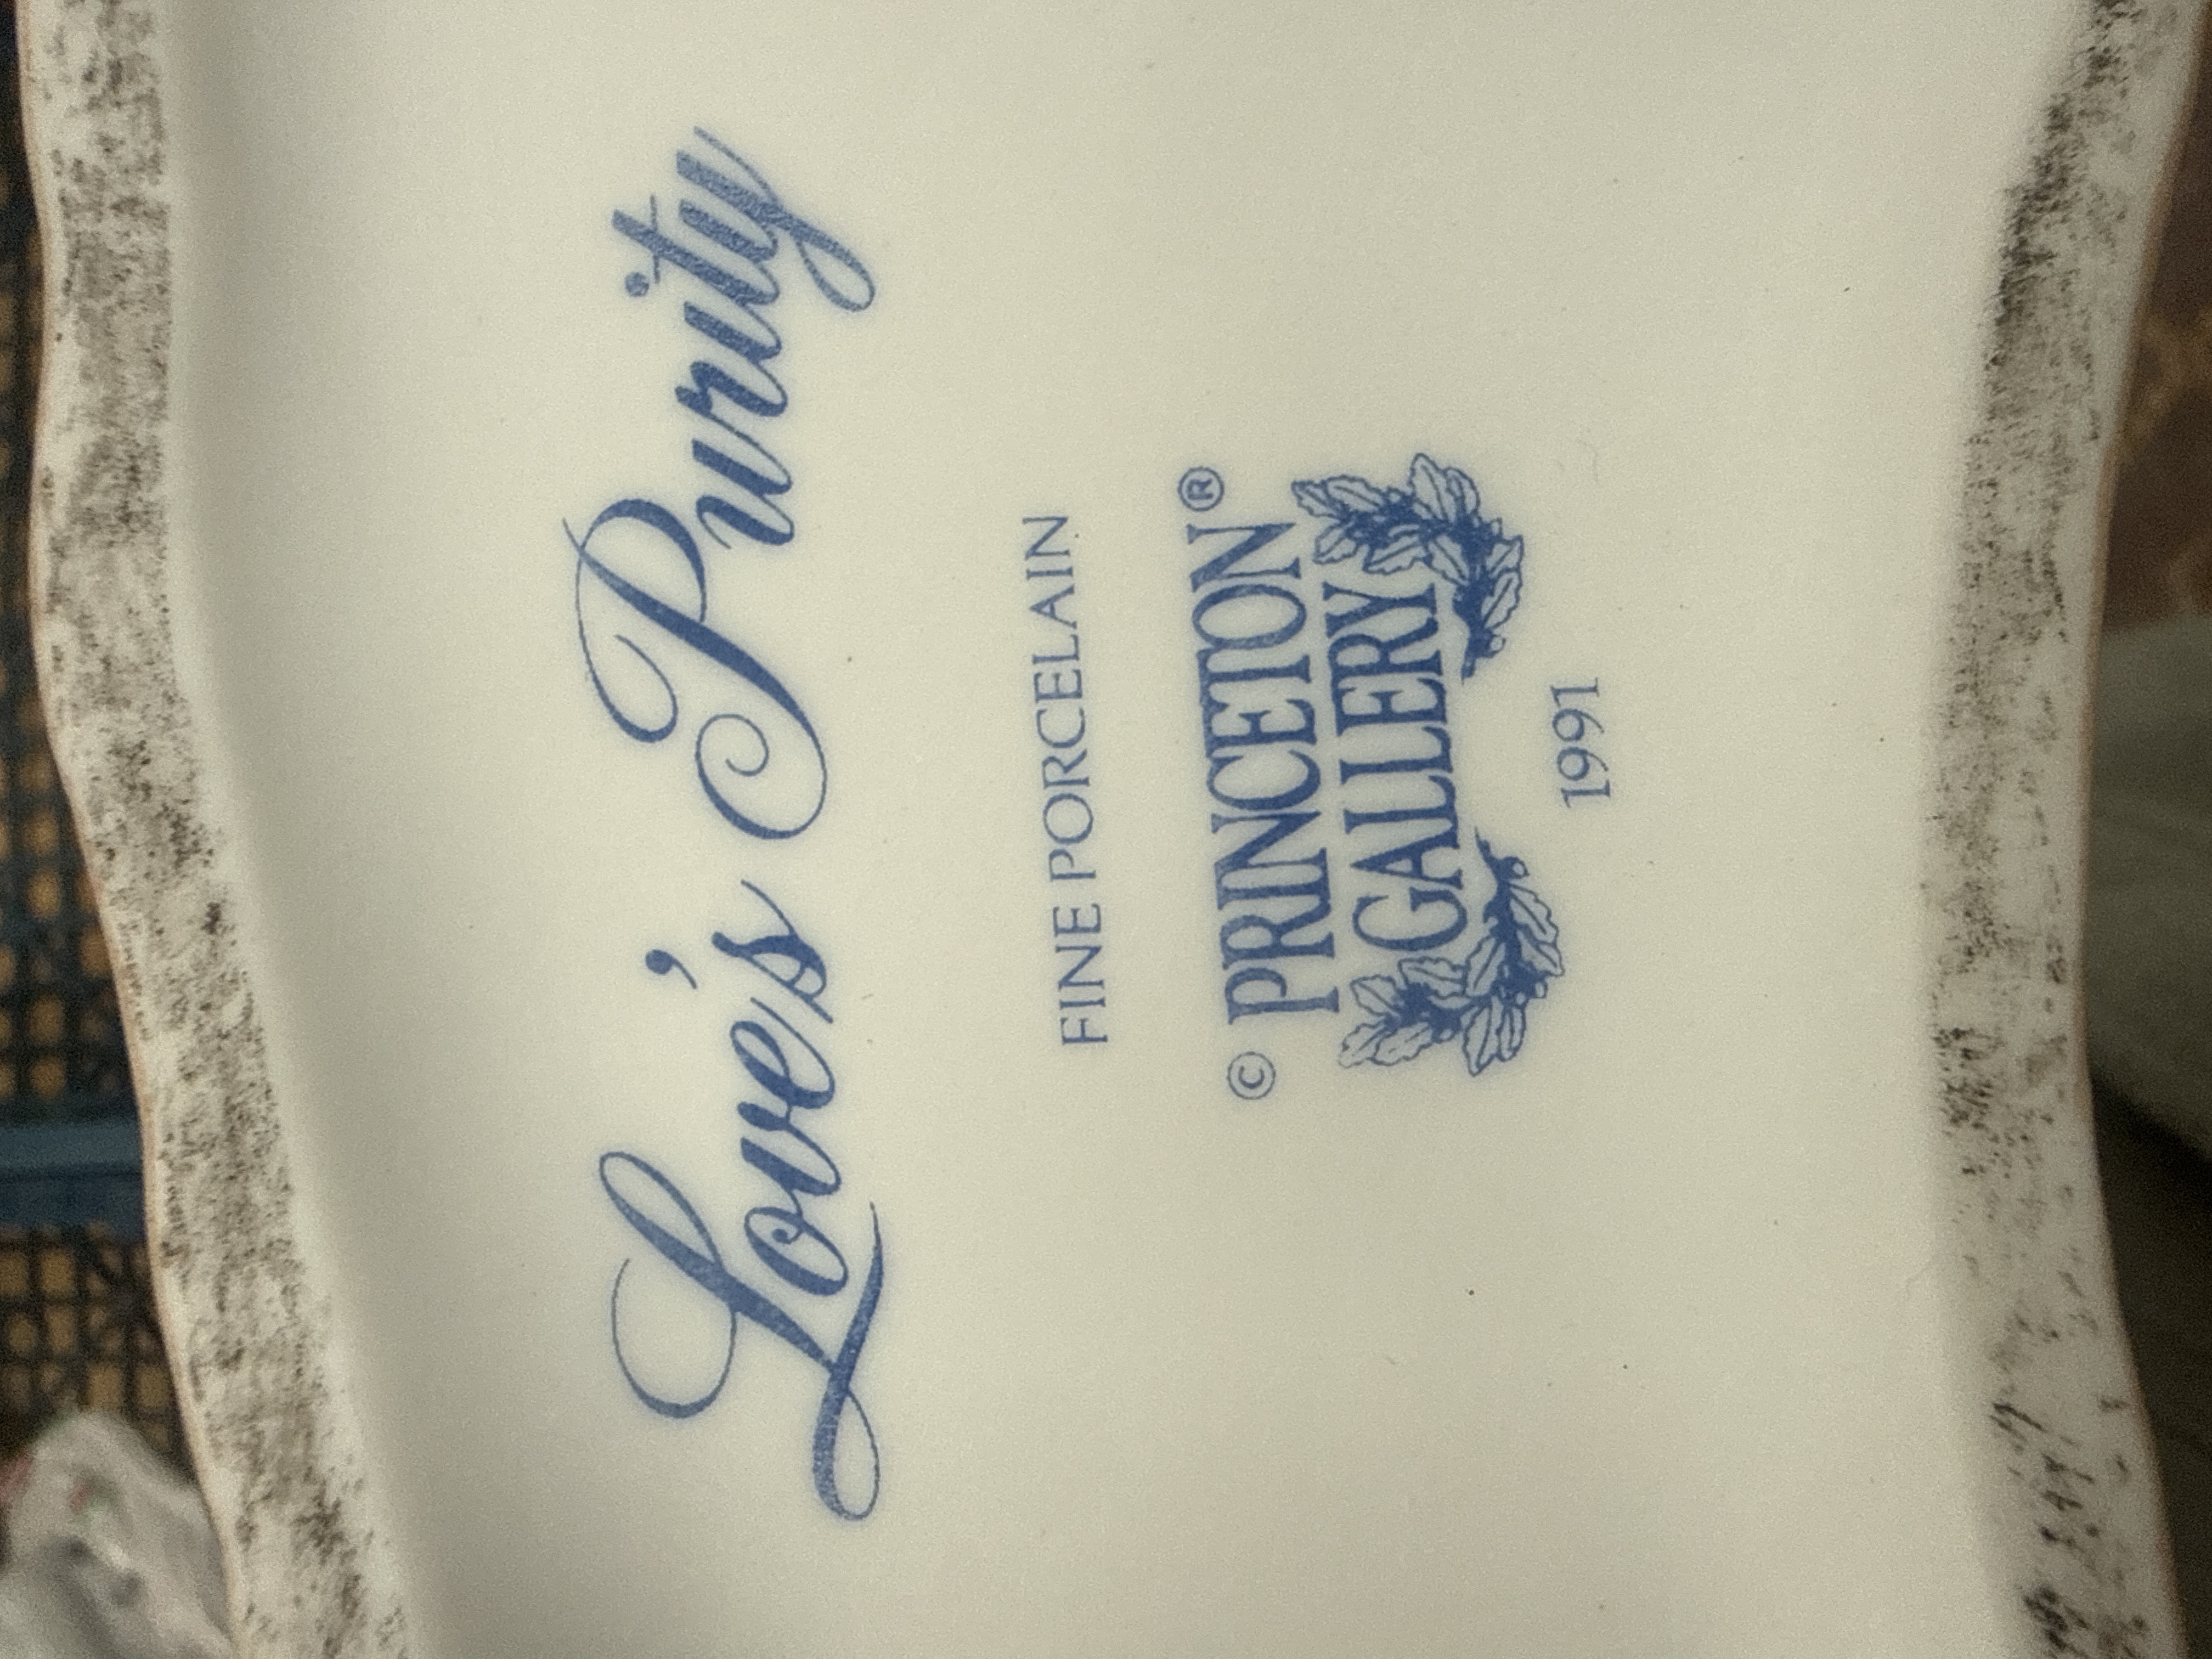 Love's Purity
FINE PORCELAIN
© PRINCETON®
GALLERY
1991